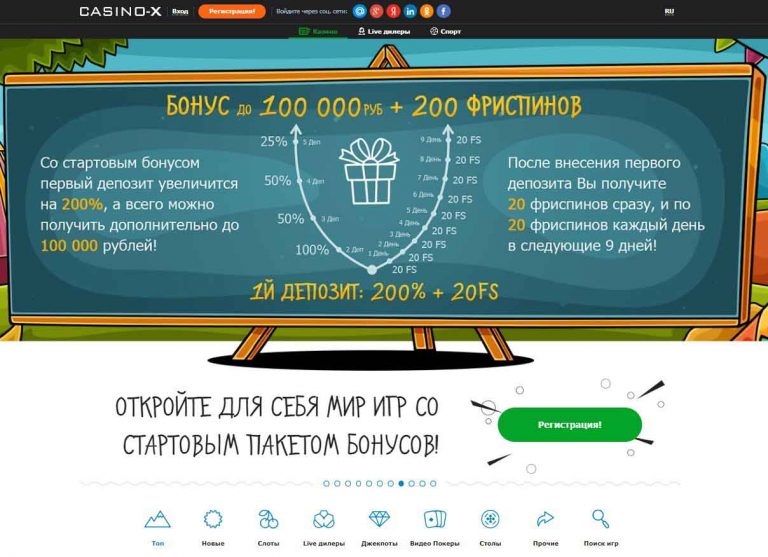 CASINO-X
Вход
Регистрация!
Войдите через соц. сети:
RU
Казино
Live дилеры
Спорт
БОНУС ДО 100 000 РУБ + 200 ФРИСПИНОВ
Со стартовым бонусом
первый депозит увеличится
на 200%, а всего можно
получить дополнительно до
100 000 рублей!
25% 5 Деп
50% 4 Деп
50% 3 Деп
100% 2 Деп
9 День 20 FS
8 День 20 FS
7 День 20 FS
6 День 20 FS
5 День 20 FS
4 День 20 FS
3 День 20 FS
2 День 20 FS
1 День 20 FS
20 FS
После внесения первого
депозита Вы получите
20 фриспинов сразу, и по
20 фриспинов каждый день
в следующие 9 дней!
1Й ДЕПОЗИТ: 200% + 20FS
ОТКРОЙТЕ ДЛЯ СЕБЯ МИР ИГР СО
СТАРТОВЫМ ПАКЕТОМ БОНУСОВ!
Регистрация!
Топ
Новые
Слоты
Live дилеры
Джекпоты
Видео Покеры
Столы
Прочие
Поиск игр